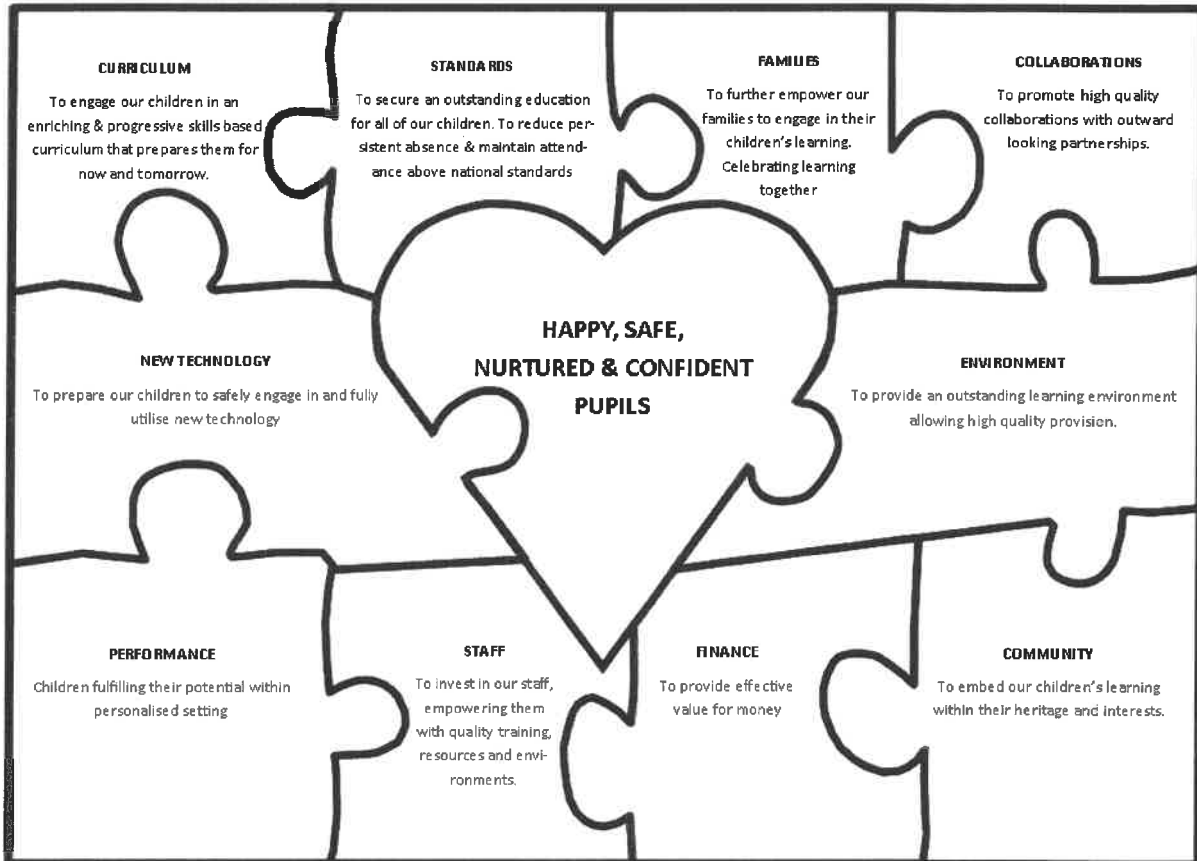 CURRICULUM
To engage our children in an
enriching & progressive skills based
curriculum that prepares them for
now and tomorrow.
STANDARDS
To secure an outstanding education
for all of our children. To reduce per-
sistent absence & maintain attend-
ance above national standards
FAMILIES
To further empower our
families to engage in their
children's learning.
Celebrating learning
together
COLLABORATIONS
To promote high quality
collaborations with outward
looking partnerships.
NEW TECHNOLOGY
To prepare our children to safely engage in and fully
utilise new technology
HAPPY, SAFE,
NURTURED & CONFIDENT
PUPILS
ENVIRONMENT
To provide an outstanding learning environment
allowing high quality provision.
PERFORMANCE
Children fulfilling their potential within
personalised setting
STAFF
To invest in our staff,
empowering them
with quality training,
resources and envi-
ronments.
FINANCE
To provide effective
value for money
COMMUNITY
To embed our children's learning
within their heritage and interests.